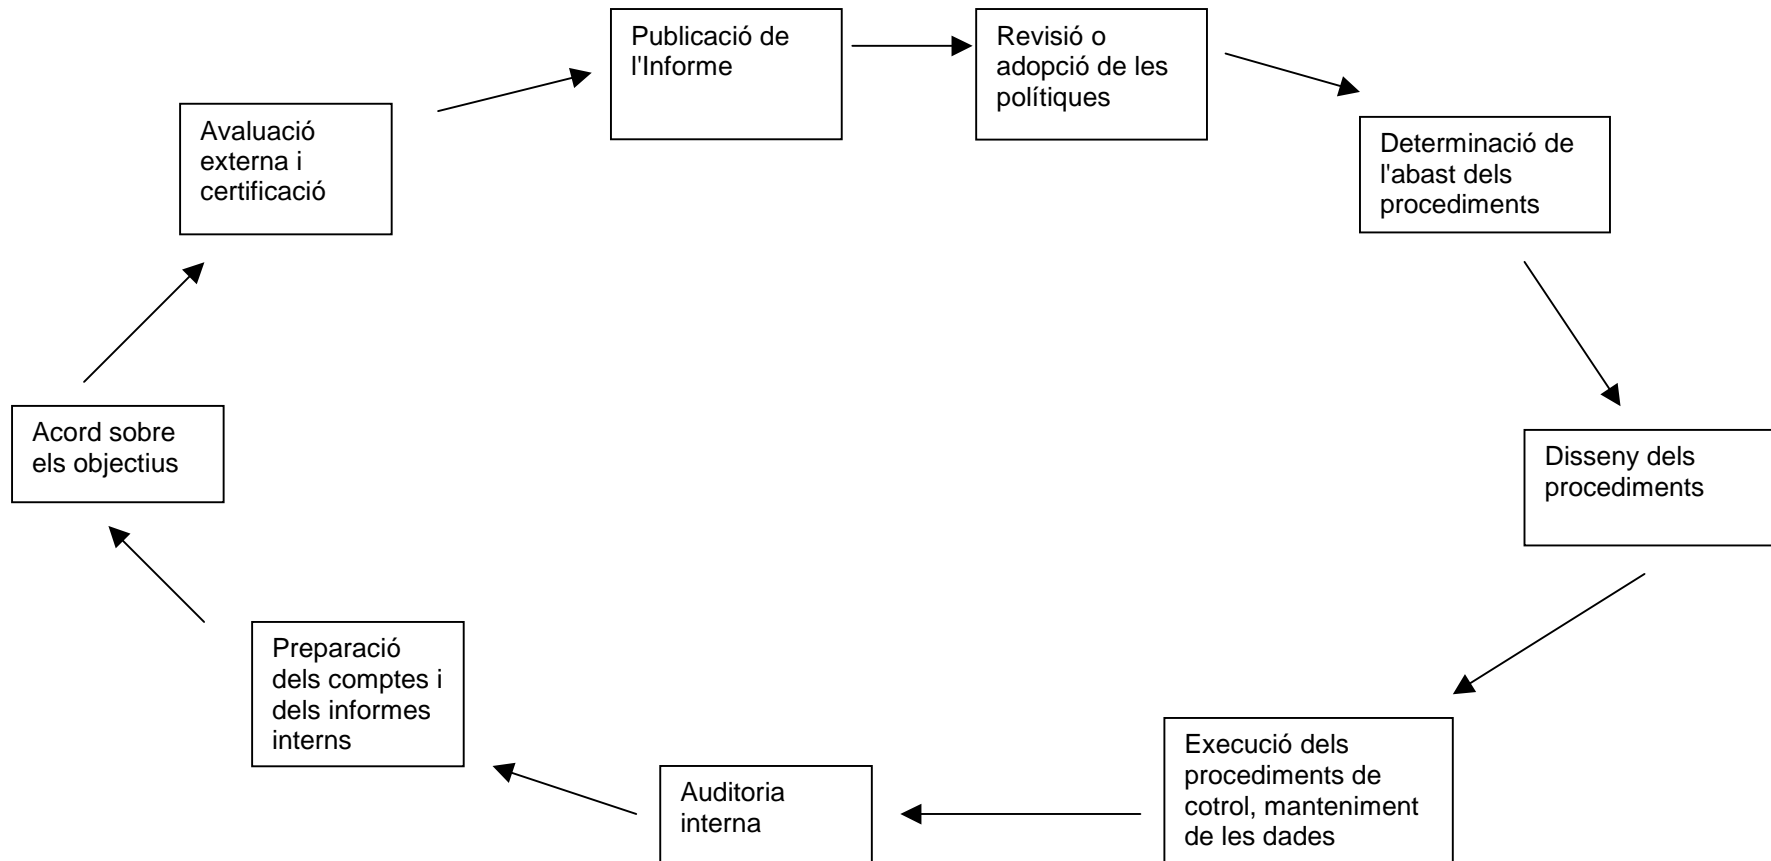 Publicació de
l'Informe
Revisió o
adopció de les
polítiques
Determinació de
l'abast dels
procediments
Disseny dels
procediments
Execució dels
procediments de
cotrol, manteniment
de les dades
Auditoria
interna
Preparació
dels comptes i
dels informes
interns
Acord sobre
els objectius
Avaluació
externa i
certificació